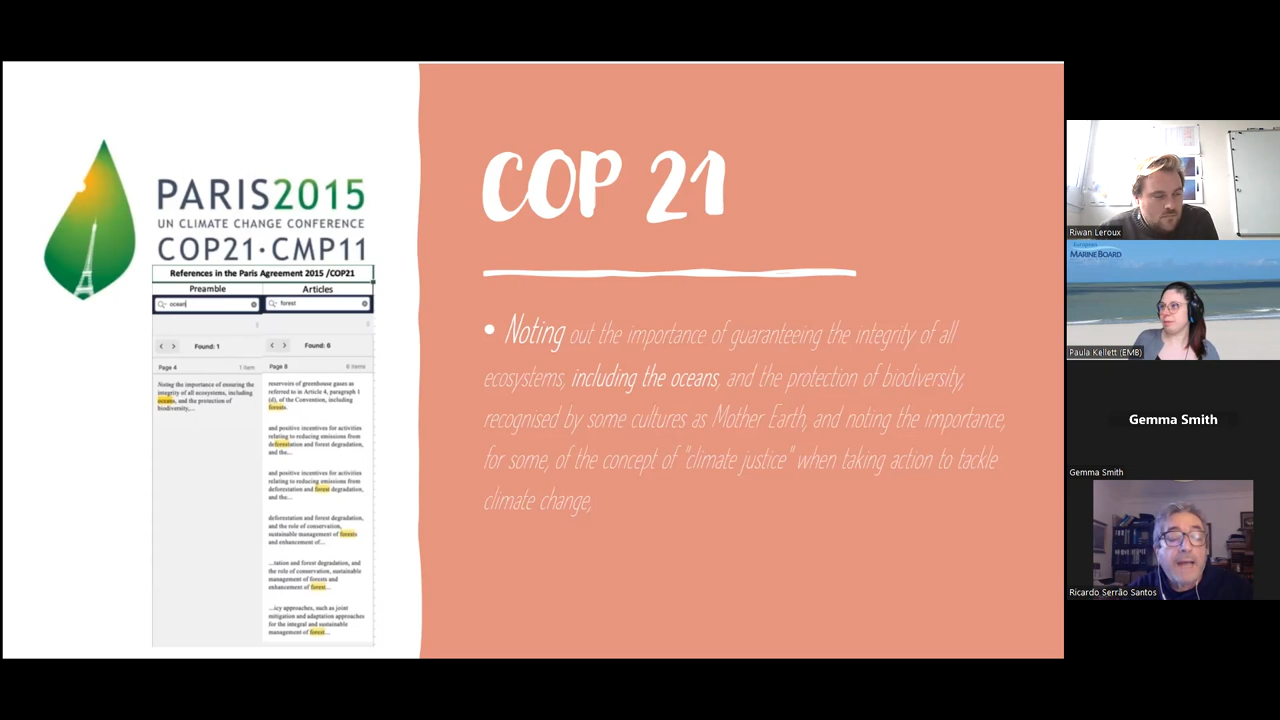 PARIS2015
UN CLIMATE CHANGE CONFERENCE
COP21·CMP11
References in the Paris Agreement 2015 /COP21
Preamble
Articles
ocean
forest
Found: 1
Found: 6
Page 4
1 item
Page 8
6 items
Noting the importance of ensuring the
integrity of all ecosystems, including
oceans, and the protection of
biodiversity,...
reservoirs of greenhouse gases as
referred to in Article 4, paragraph 1
(d), of the Convention, including
forests.
and positive incentives for activities
relating to reducing emissions from
deforestation and forest degradation,
and the...
and positive incentives for activities
relating to reducing emissions from
deforestation and forest degradation,
and the...
deforestation and forest degradation,
and the role of conservation,
sustainable management of forests
and enhancement of...
...tation and forest degradation, and
the role of conservation, sustainable
management of forests and
enhancement of forest...
...icy approaches, such as joint
mitigation and adaptation approaches
for the integral and sustainable
management of forest...
COP 21
• Noting out the importance of guaranteeing the integrity of all
ecosystems, including the oceans, and the protection of biodiversity,
recognised by some cultures as Mother Earth, and noting the importance,
for some, of the concept of "climate justice" when taking action to tackle
climate change,
Riwan Leroux
European
MARINE BOARD
Paula Kellett (EMB)
Gemma Smith
Gemma Smith
Ricardo Serrão Santos